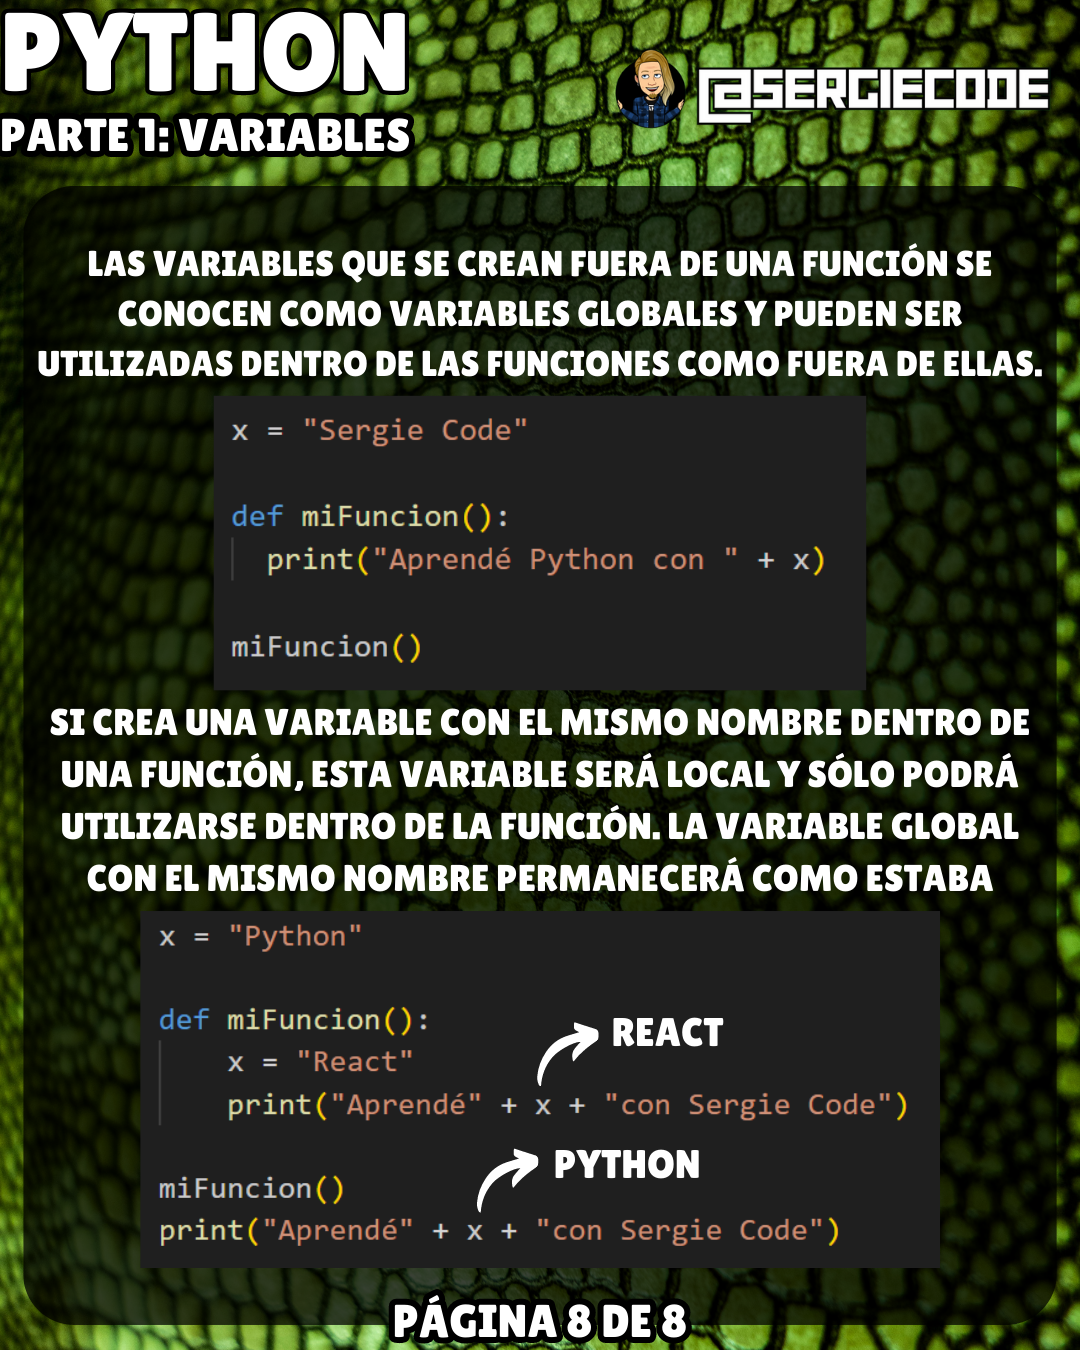 PYTHON
PARTE 1: VARIABLES
@SERGIECODE
LAS VARIABLES QUE SE CREAN FUERA DE UNA FUNCIÓN SE
CONOCEN COMO VARIABLES GLOBALES Y PUEDEN SER
UTILIZADAS DENTRO DE LAS FUNCIONES COMO FUERA DE ELLAS.
x = "Sergie Code"
def miFuncion():
print("Aprendé Python con " + x)
miFuncion()
SI CREA UNA VARIABLE CON EL MISMO NOMBRE DENTRO DE
UNA FUNCIÓN, ESTA VARIABLE SERÁ LOCAL Y SÓLO PODRÁ
UTILIZARSE DENTRO DE LA FUNCIÓN. LA VARIABLE GLOBAL
CON EL MISMO NOMBRE PERMANECERÁ COMO ESTABA
x = "Python"
def miFuncion():
REACT
x = "React"
print("Aprendé" + x + "con Sergie Code")
PYTHON
miFuncion()
print("Aprendé" + x + "con Sergie Code")
PÁGINA 8 DE 8